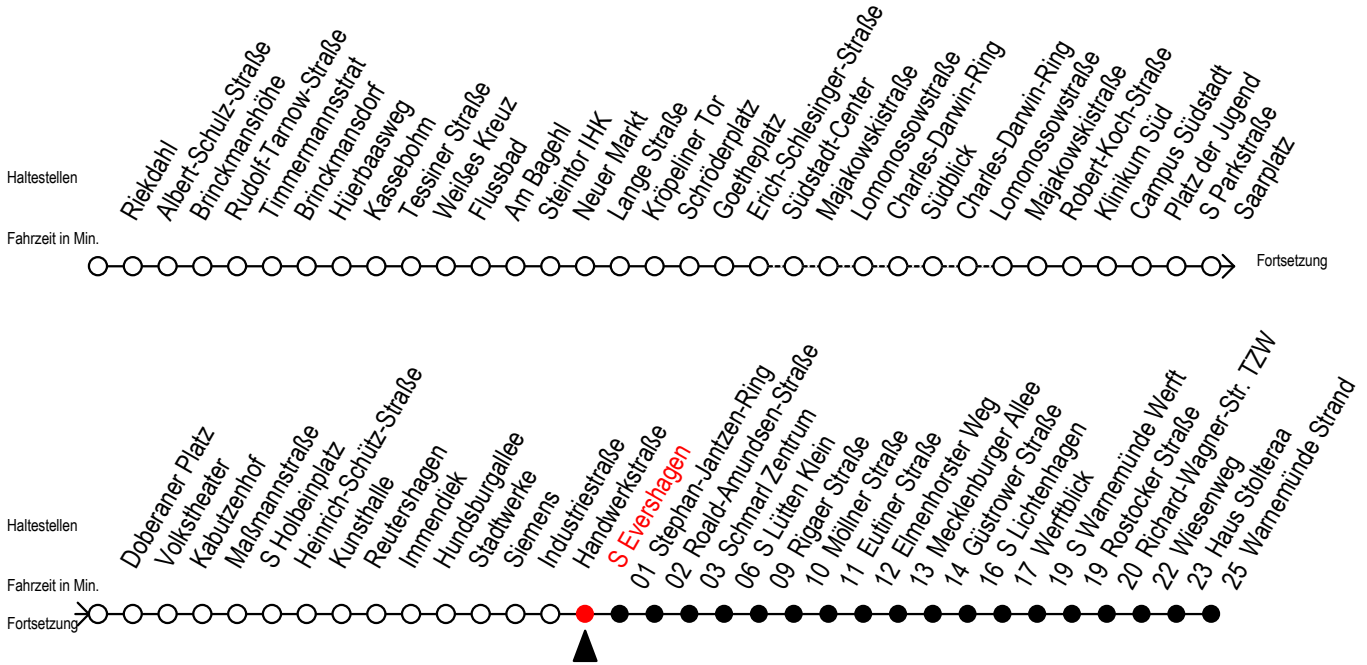 Haltestellen
Riekdahl
Albert-Schulz-Straße
Brinckmanshöhe
Rudolf-Tarnow-Straße
Timmermannsstrat
Brinckmansdorf
Hüerbaasweg
Kassebohm
Tessiner Straße
Weißes Kreuz
Flussbad
Am Bagehl
Steintor IHK
Neuer Markt
Lange Straße
Kröpeliner Tor
Schröderplatz
Goetheplatz
Erich-Schlesinger-Straße
Südstadt-Center
Majakowskistraße
Lomonossowstraße
Charles-Darwin-Ring
Südblick
Charles-Darwin-Ring
Lomonossowstraße
Majakowskistraße
Robert-Koch-Straße
Klinikum Süd
Campus Südstadt
Platz der Jugend
S Parkstraße
Saarplatz
Fahrzeit in Min.
Fortsetzung
Haltestellen
Doberaner Platz
Volkstheater
Kabutzenhof
Maßmannstraße
S Holbeinplatz
Heinrich-Schütz-Straße
Kunsthalle
Reutershagen
Immendiek
Hundsburgallee
Stadtwerke
Siemens
Industriestraße
Handwerkstraße
S Evershagen
01 Stephan-Jantzen-Ring
02 Roald-Amundsen-Straße
03 Schmarl Zentrum
06 S Lütten Klein
09 Rigaer Straße
10 Möllner Straße
11 Eutiner Straße
12 Elmenhorster Weg
13 Mecklenburger Allee
14 Güstrower Straße
16 S Lichtenhagen
17 Werftblick
19 S Warnemünde Werft
19 Rostocker Straße
20 Richard-Wagner-Str. TZW
22 Wiesenweg
23 Haus Stolteraa
25 Warnemünde Strand
Fahrzeit in Min.
Fortsetzung